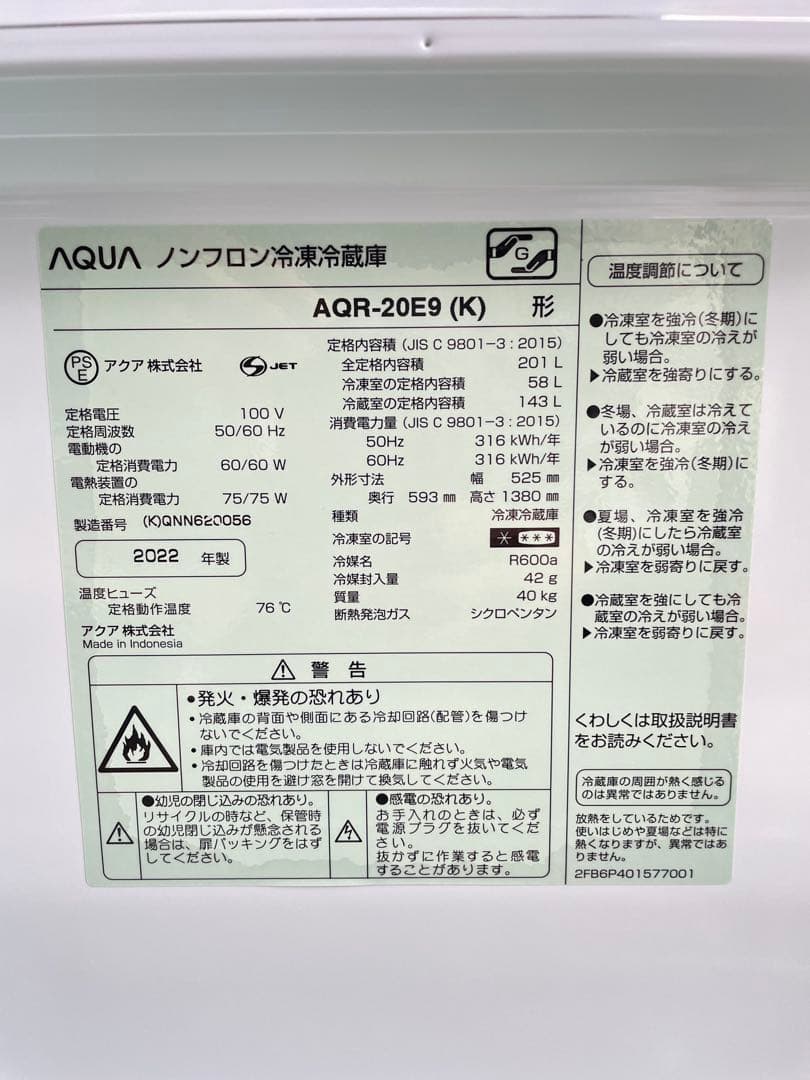 AQUA ノンフロン冷凍冷蔵庫
G
AQR-20E9 (K) 形
PS
E
アクア 株式会社
S JET
定格電圧 100 V
定格周波数 50/60 Hz
電動機の
定格消費電力 60/60 W
電熱装置の
定格消費電力 75/75 W
製造番号 (K)QNN620056
2022 年製
温度ヒューズ
定格動作温度 76 ℃
アクア 株式会社
Made in Indonesia
定格内容積 (JIS C 9801-3 : 2015)
全定格内容積 201 L
冷凍室の定格内容積 58 L
冷蔵室の定格内容積 143 L
消費電力量 (JIS C 9801-3 : 2015)
50Hz 316 kWh/年
60Hz 316 kWh/年
外形寸法 幅 525 ㎜
奥行 593 ㎜ 高さ 1380 ㎜
種類 冷凍冷蔵庫
冷凍室の記号 * ***
冷媒名 R600a
冷媒封入量 42 g
質量 40 kg
断熱発泡ガス シクロペンタン
⚠ 警告
•発火・爆発の恐れあり
・冷蔵庫の背面や側面にある冷却回路(配管)を傷つけ
ないでください。
・庫内では電気製品を使用しないでください。
・冷却回路を傷つけたときは冷蔵庫に触れず火気や電気
製品の使用を避け窓を開けて換気してください。
●幼児の閉じ込みの恐れあり。
リサイクルの時など、保管時
の幼児閉じ込みが懸念される
場合は、扉パッキングをはず
してください。
●感電の恐れあり。
お手入れのときは、必ず
電源プラグを抜いてくだ
さい。
抜かずに作業すると感電
することがあります。
温度調節について
●冷凍室を強冷(冬期)に
しても冷凍室の冷えが
弱い場合。
▶冷蔵室を強寄りにする。
●冬場、冷蔵室は冷えて
いるのに冷凍室の冷え
が弱い場合。
▶冷凍室を強冷(冬期)に
する。
●夏場、冷凍室を強冷
(冬期)にしたら冷蔵室
の冷えが弱い場合。
▶冷凍室を弱寄りに戻す。
●冷蔵室を強にしても冷
蔵室の冷えが弱い場合。
▶冷凍室を弱寄りに戻す。
くわしくは取扱説明書
をお読みください。
冷蔵庫の周囲が熱く感じる
のは異常ではありません。
放熱をしているためです。
使いはじめや夏場などは特に
熱くなりますが、異常ではあ
りません。
2FB6P401577001